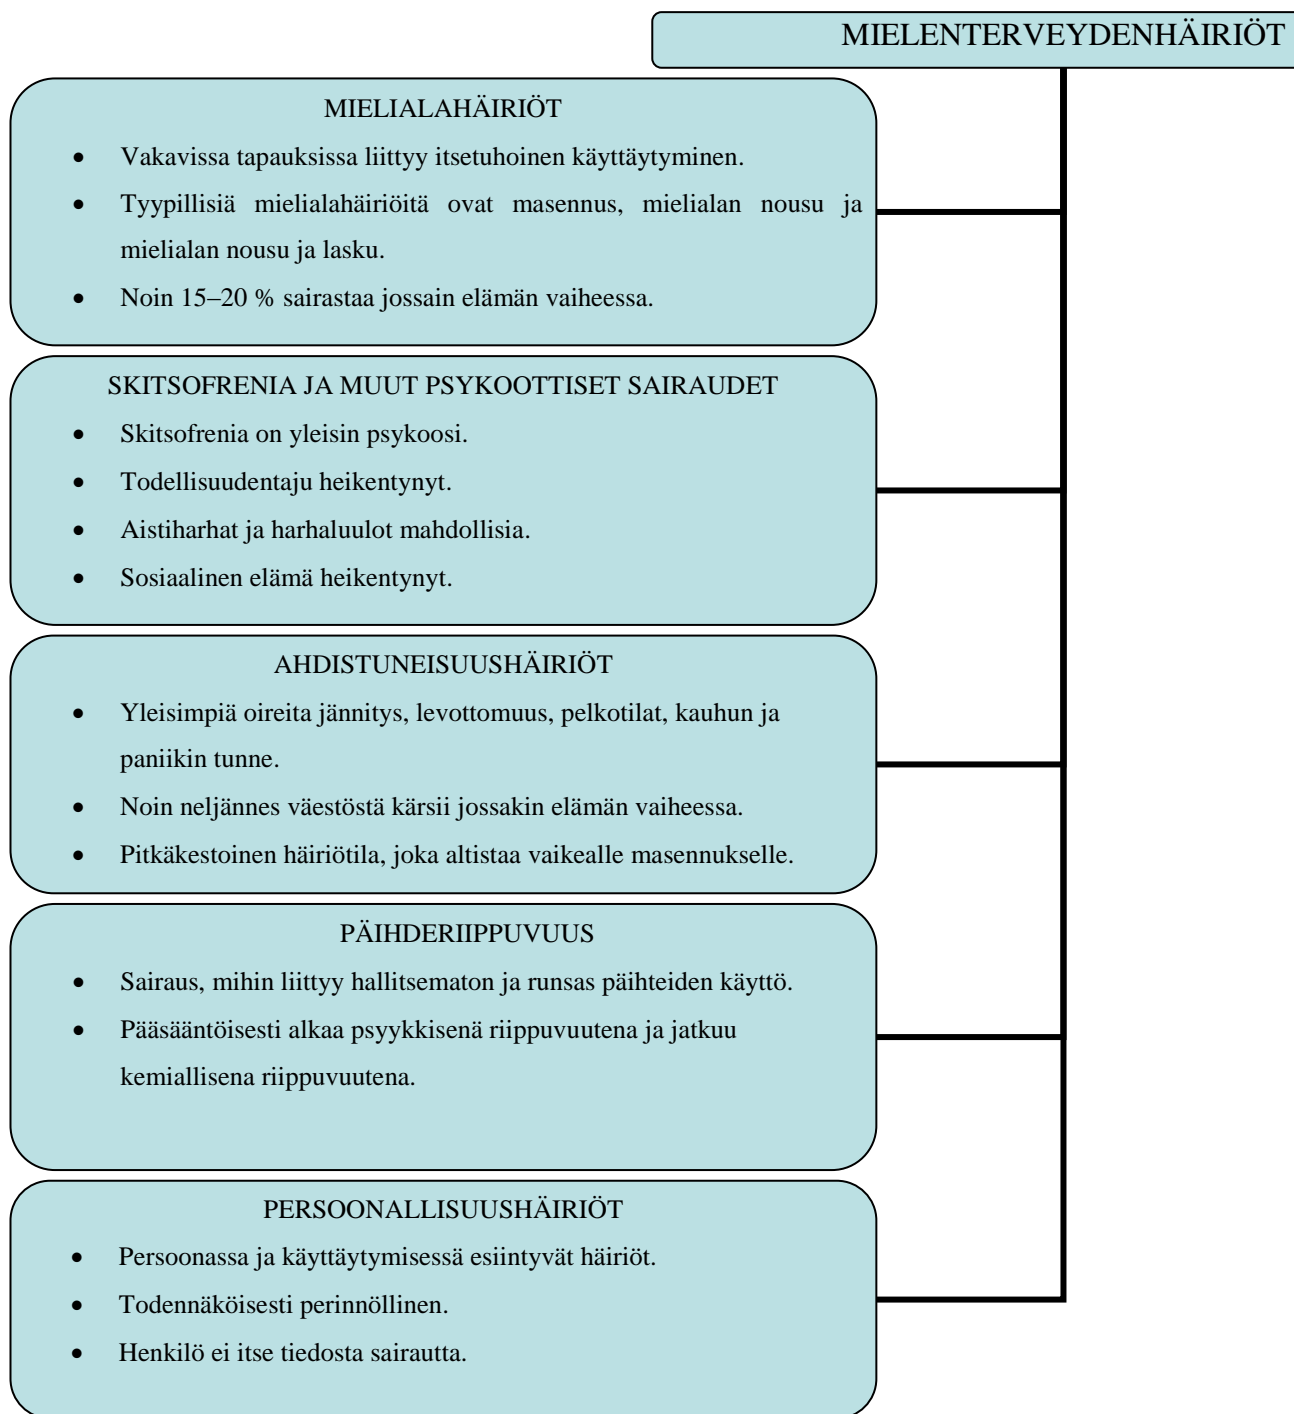 MIELENTERVEYDENHÄIRIÖT
MIELIALAHÄIRIÖT
• Vakavissa tapauksissa liittyy itsetuhoinen käyttäytyminen.
• Tyypillisiä mielialahäiriöitä ovat masennus, mielialan nousu ja
mielialan nousu ja lasku.
• Noin 15–20 % sairastaa jossain elämän vaiheessa.
SKITSOFRENIA JA MUUT PSYKOOTTISET SAIRAUDET
• Skitsofrenia on yleisin psykoosi.
• Todellisuudentaju heikentynyt.
• Aistiharhat ja harhaluulot mahdollisia.
• Sosiaalinen elämä heikentynyt.
AHDISTUNEISUUSHÄIRIÖT
• Yleisimpiä oireita jännitys, levottomuus, pelkotilat, kauhun ja
paniikin tunne.
• Noin neljännes väestöstä kärsii jossakin elämän vaiheessa.
• Pitkäkestoinen häiriötila, joka altistaa vaikealle masennukselle.
PÄIHDERIIPPUVUUS
• Sairaus, mihin liittyy hallitsematon ja runsas päihteiden käyttö.
• Pääsääntöisesti alkaa psyykkisenä riippuvuutena ja jatkuu
kemiallisena riippuvuutena.
PERSOONALLISUUSHÄIRIÖT
• Persoonassa ja käyttäytymisessä esiintyvät häiriöt.
• Todennäköisesti perinnöllinen.
• Henkilö ei itse tiedosta sairautta.